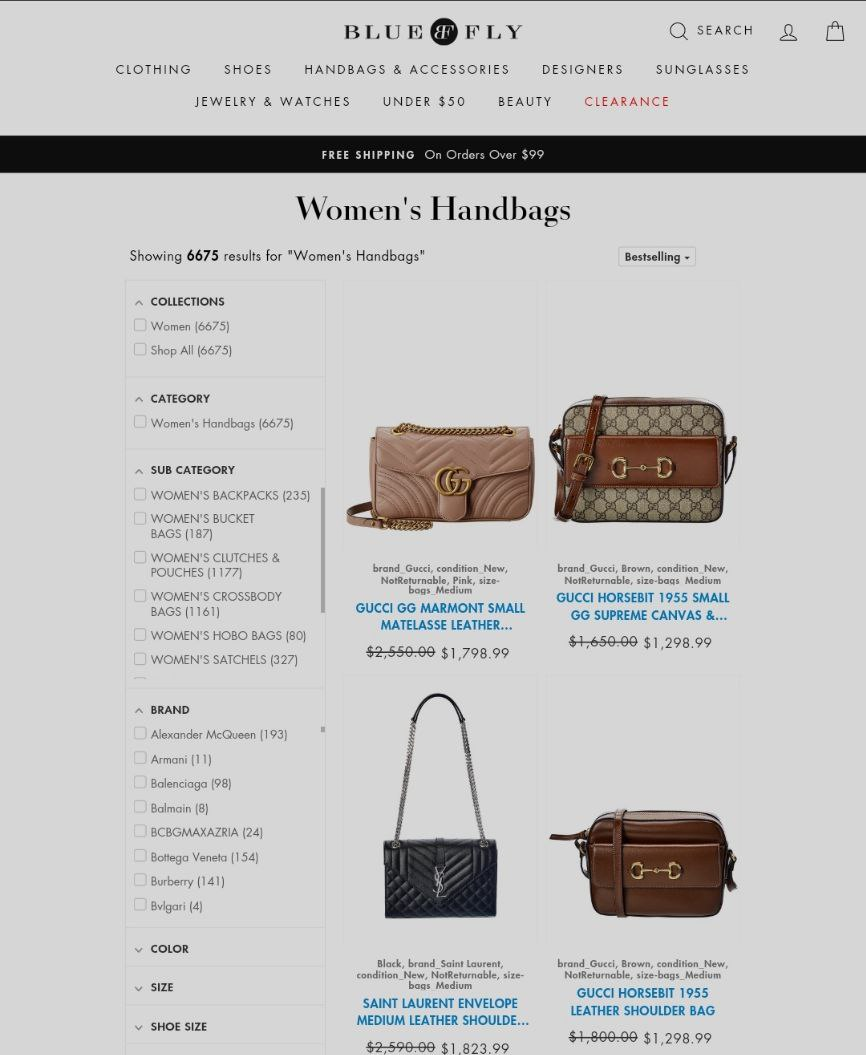 BLUE BF FLY
SEARCH
CLOTHING SHOES HANDBAGS & ACCESSORIES DESIGNERS SUNGLASSES
JEWELRY & WATCHES UNDER $50 BEAUTY CLEARANCE
FREE SHIPPING On Orders Over $99
Women's Handbags
Showing 6675 results for "Women's Handbags"
Bestselling
COLLECTIONS
Women (6675)
Shop All (6675)
CATEGORY
Women's Handbags (6675)
SUB CATEGORY
WOMEN'S BACKPACKS (235)
WOMEN'S BUCKET
BAGS (187)
WOMEN'S CLUTCHES &
POUCHES (1177)
WOMEN'S CROSSBODY
BAGS (1161)
WOMEN'S HOBO BAGS (80)
WOMEN'S SATCHELS (327)
BRAND
Alexander McQueen (193)
Armani (11)
Balenciaga (98)
Balmain (8)
BCBGMAXAZRIA (24)
Bottega Veneta (154)
Burberry (141)
Bvlgari (4)
COLOR
SIZE
SHOE SIZE
brand_Gucci, condition_New,
NotReturnable, Pink, size-
bags_Medium
GUCCI GG MARMONT SMALL
MATELASSE LEATHER...
$2,550.00 $1,798.99
brand_Gucci, Brown, condition_New,
NotReturnable, size-bags_Medium
GUCCI HORSEBIT 1955 SMALL
GG SUPREME CANVAS &...
$1,650.00 $1,298.99
YSL
Black, brand_Saint Laurent,
condition_New, NotReturnable, size-
bags_Medium
SAINT LAURENT ENVELOPE
MEDIUM LEATHER SHOULDE...
$2,590.00 $1,823.99
brand_Gucci, Brown, condition_New,
NotReturnable, size-bags_Medium
GUCCI HORSEBIT 1955
LEATHER SHOULDER BAG
$1,800.00 $1,298.99